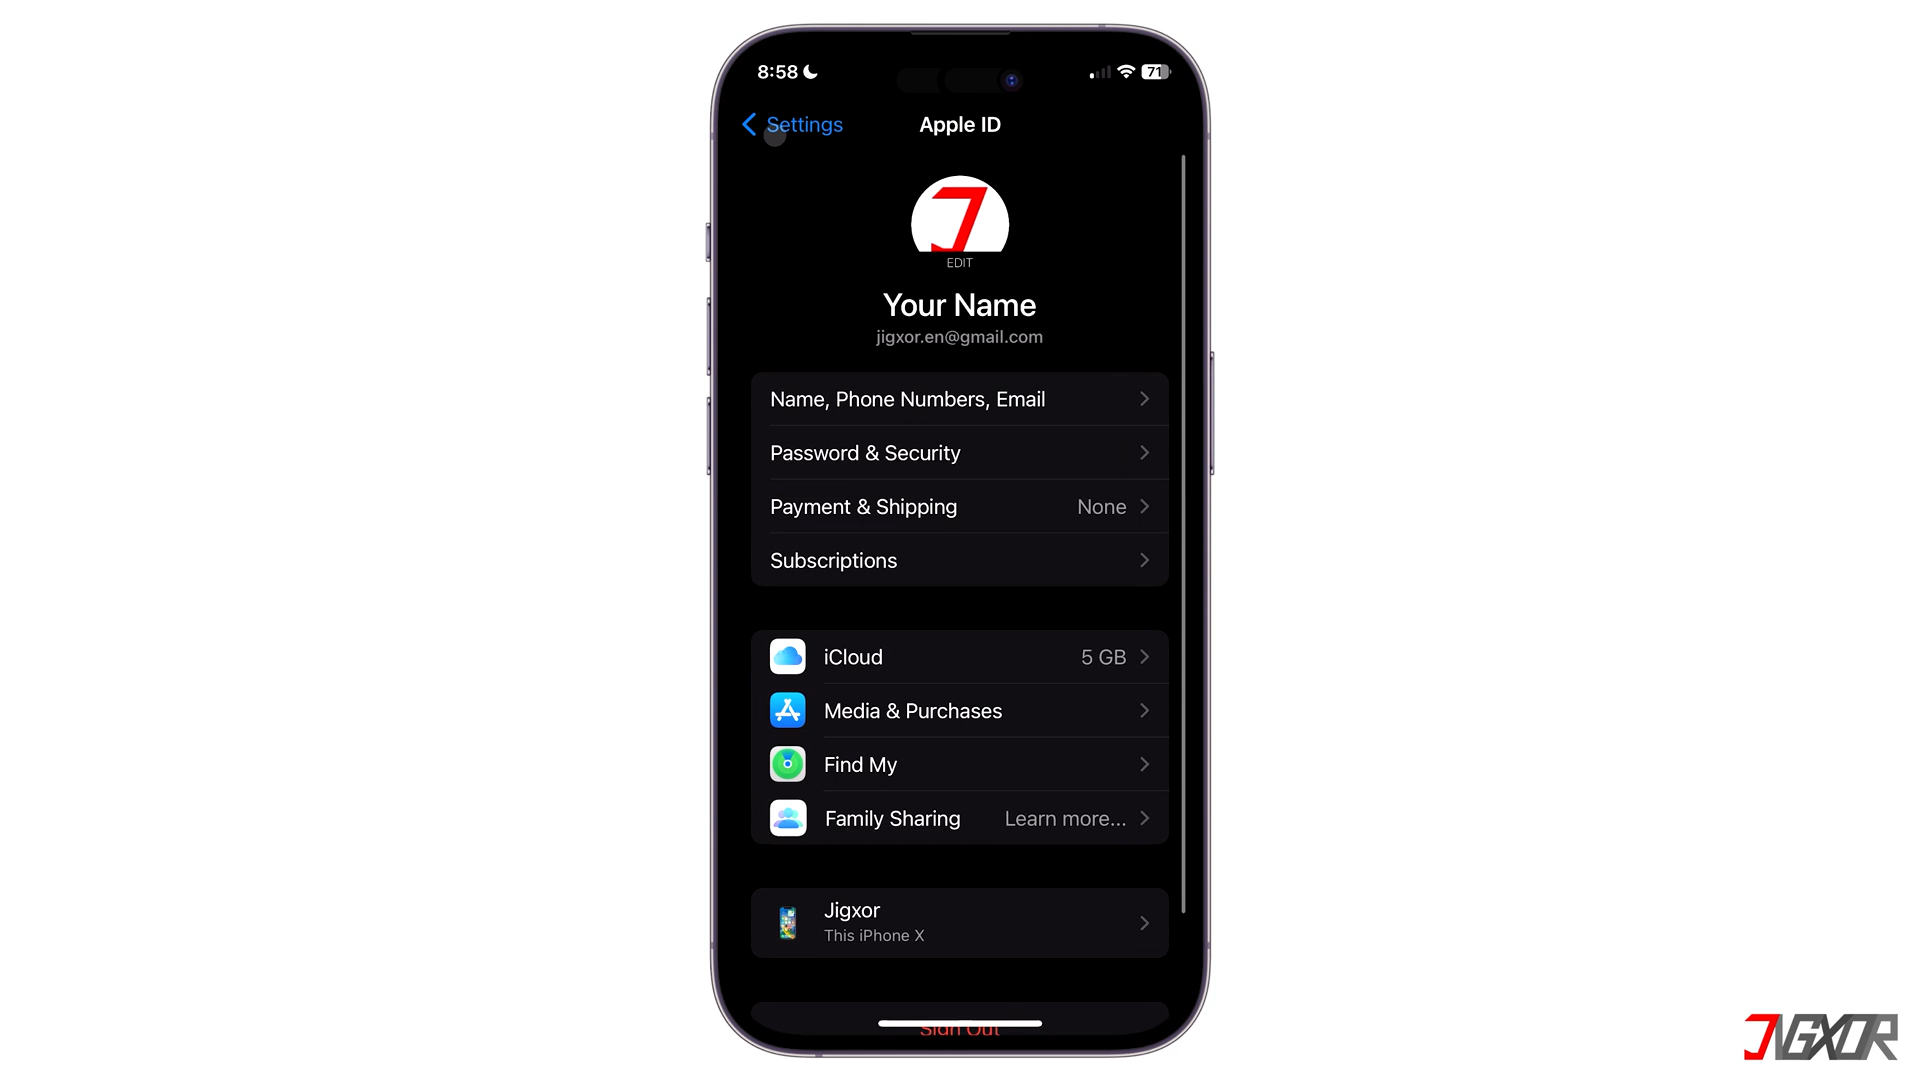 8:58
71
Settings
Apple ID
J
EDIT
Your Name
jigxor.en@gmail.com
Name, Phone Numbers, Email
Password & Security
Payment & Shipping None
Subscriptions
iCloud 5 GB
Media & Purchases
Find My
Family Sharing Learn more...
Jigxor
This iPhone X
Sign Out
JIGXOR